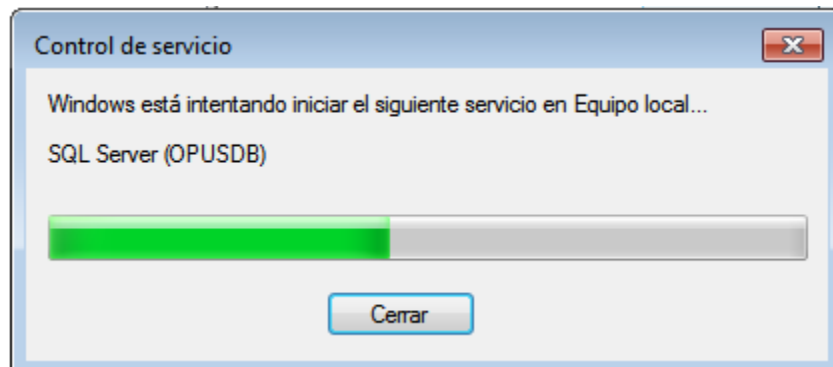 Control de servicio
Windows está intentando iniciar el siguiente servicio en Equipo local...
SQL Server (OPUSDB)
Cerrar